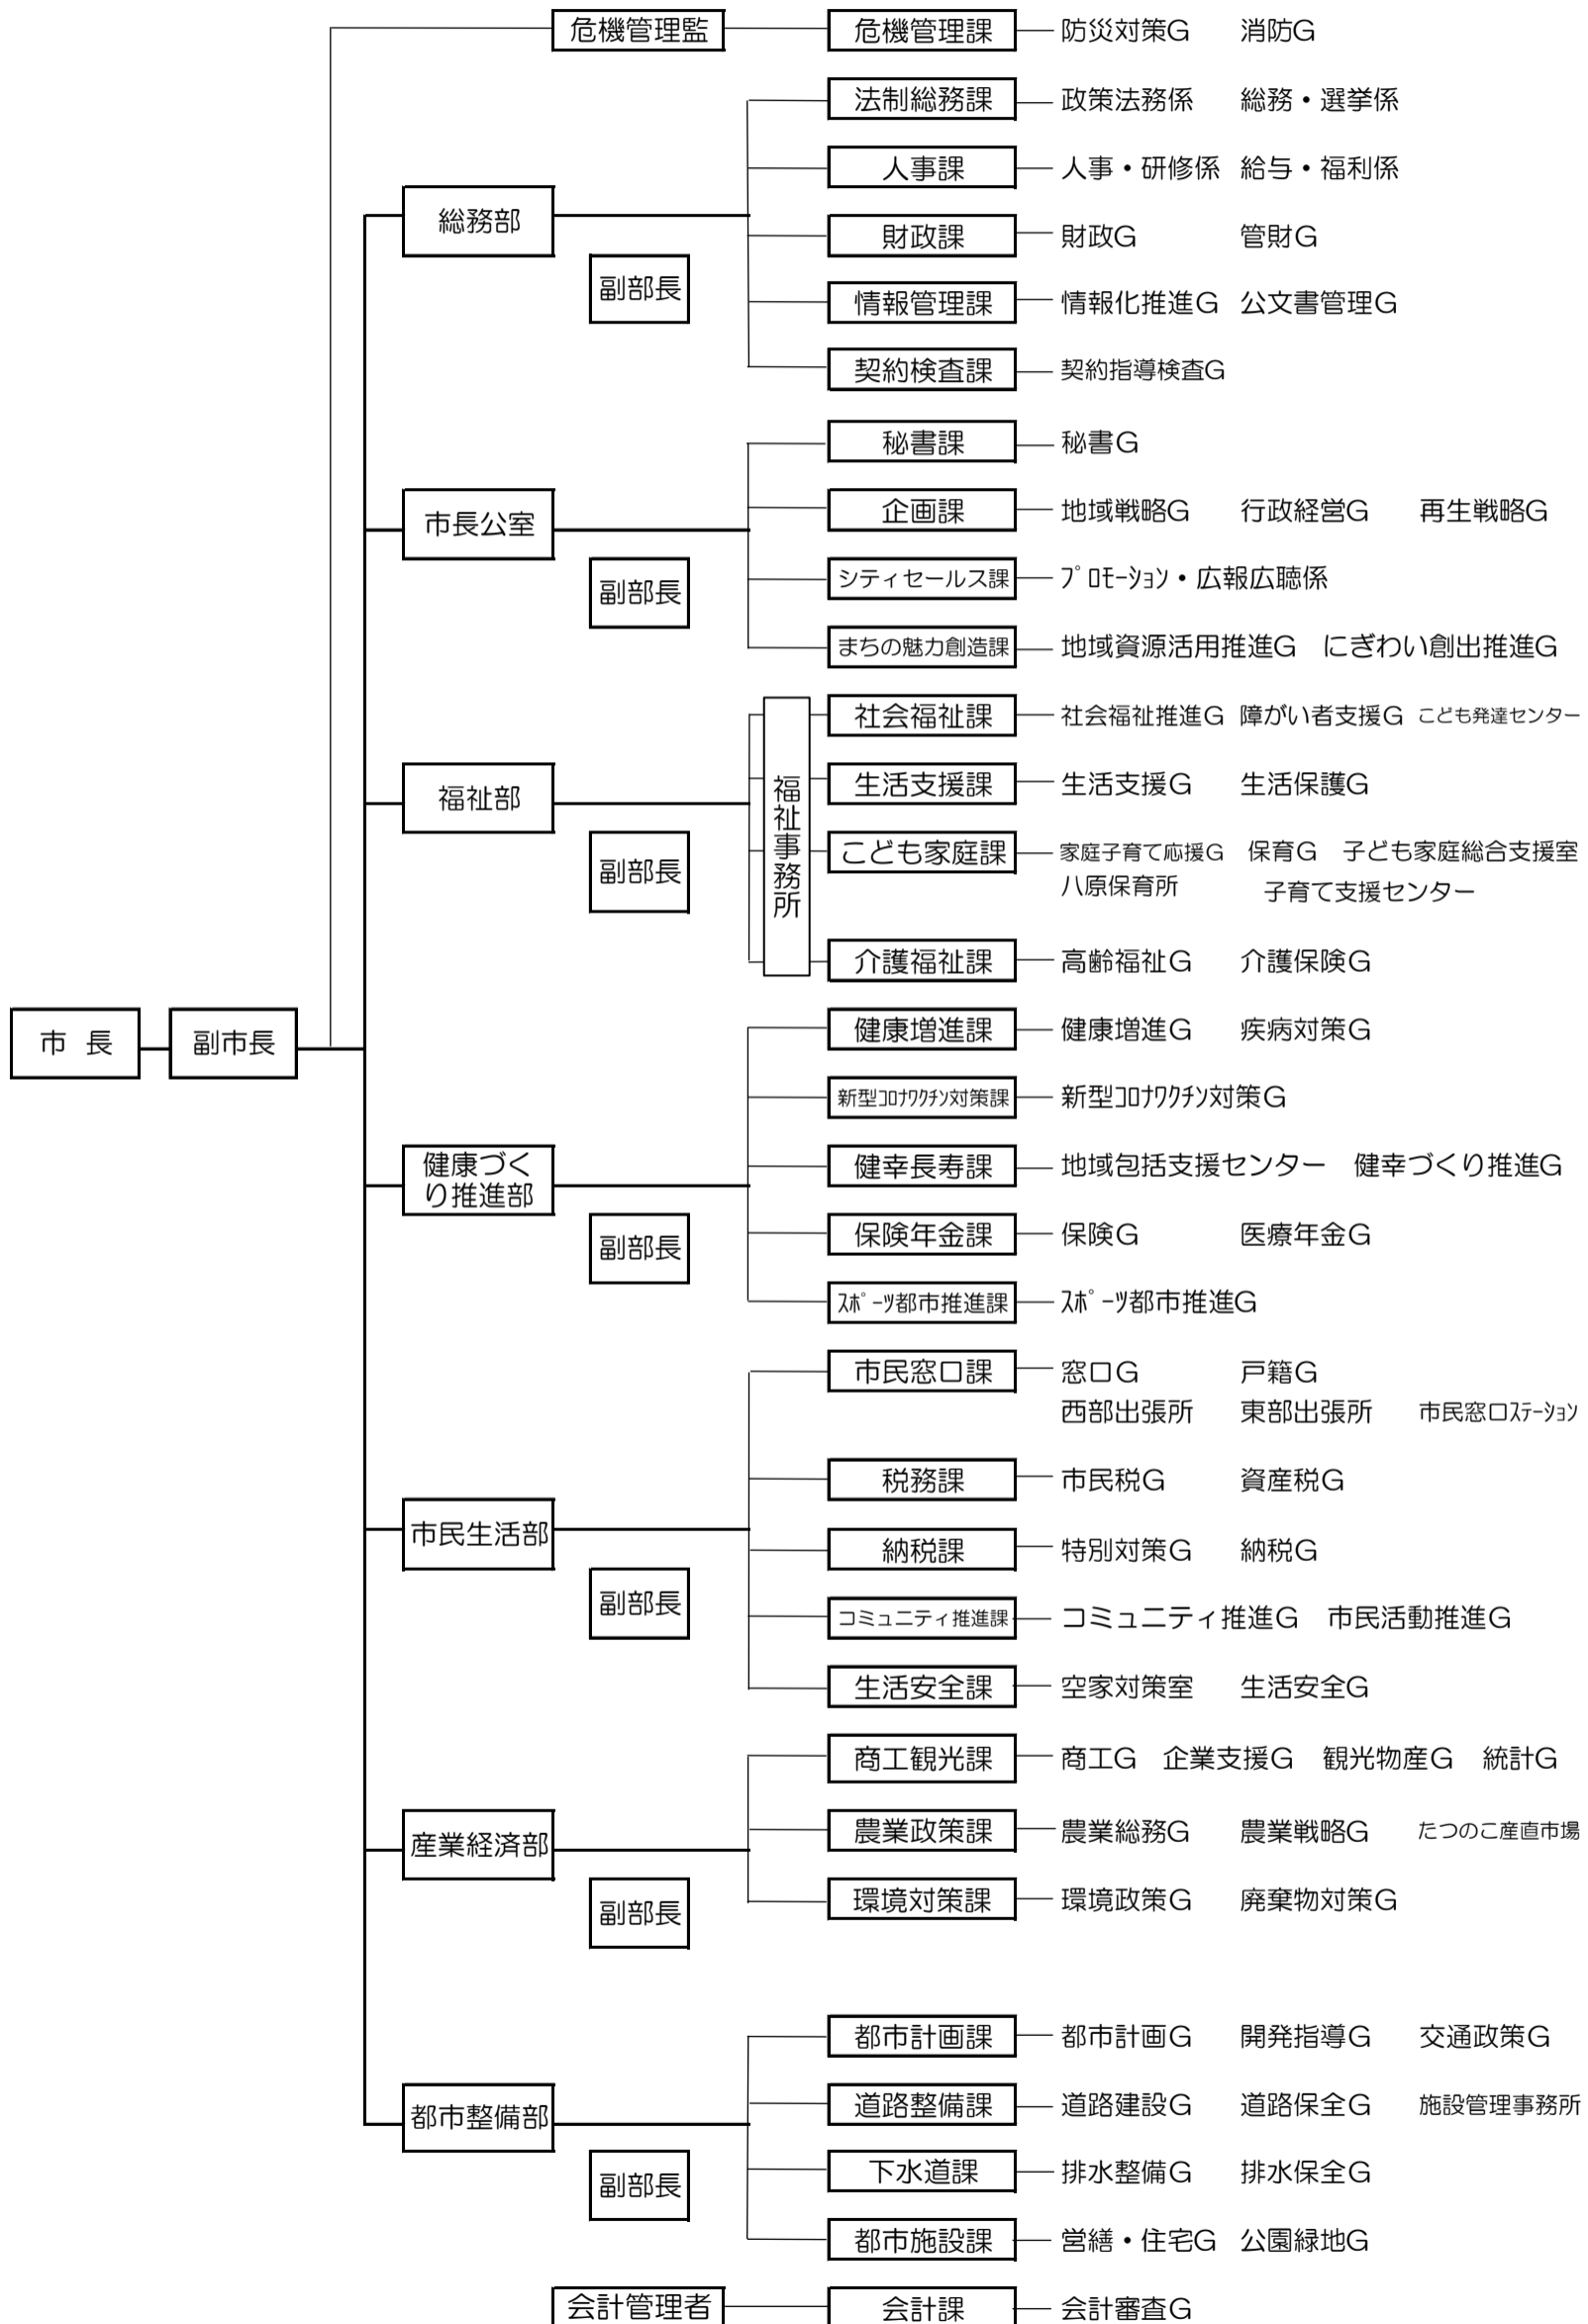 危機管理監 危機管理課 防災対策G 消防G
法制総務課 政策法務係 総務・選挙係
人事課 人事・研修係 給与・福利係
総務部
財政課 財政G 管財G
副部長
情報管理課 情報化推進G 公文書管理G
契約検査課 契約指導検査G
秘書課 秘書G
市長公室 企画課 地域戦略G 行政経営G 再生戦略G
副部長 シティセールス課 プロモーション・広報広聴係
まちの魅力創造課 地域資源活用推進G にぎわい創出推進G
社会福祉課 社会福祉推進G 障がい者支援G こども発達センター
福祉部 福祉事務所 生活支援課 生活支援G 生活保護G
副部長 こども家庭課 家庭子育て応援G 保育G 子ども家庭総合支援室
八原保育所 子育て支援センター
介護福祉課 高齢福祉G 介護保険G
市 長 副市長 健康増進課 健康増進G 疾病対策G
新型コロナワクチン対策課 新型コロナワクチン対策G
健康づく
り推進部
健幸長寿課 地域包括支援センター 健幸づくり推進G
副部長 保険年金課 保険G 医療年金G
スポーツ都市推進課 スポーツ都市推進G
市民窓口課 窓口G 戸籍G
西部出張所 東部出張所 市民窓口ステーション
税務課 市民税G 資産税G
市民生活部 納税課 特別対策G 納税G
副部長 コミュニティ推進課 コミュニティ推進G 市民活動推進G
生活安全課 空家対策室 生活安全G
商工観光課 商工G 企業支援G 観光物産G 統計G
産業経済部 農業政策課 農業総務G 農業戦略G たつのこ産直市場
副部長 環境対策課 環境政策G 廃棄物対策G
都市計画課 都市計画G 開発指導G 交通政策G
都市整備部 道路整備課 道路建設G 道路保全G 施設管理事務所
副部長 下水道課 排水整備G 排水保全G
都市施設課 営繕・住宅G 公園緑地G
会計管理者 会計課 会計審査G